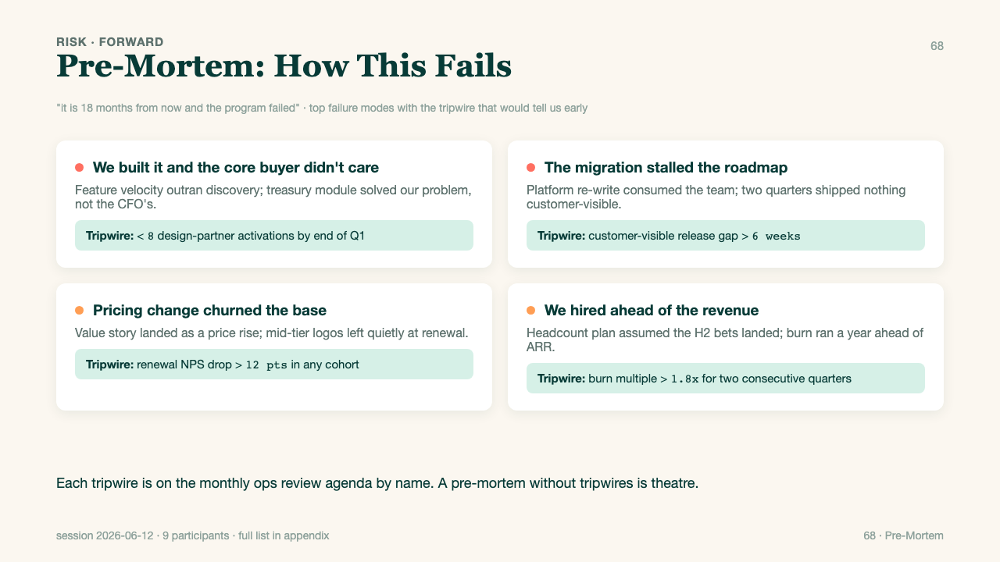 RISK · FORWARD
68
Pre-Mortem: How This Fails
"it is 18 months from now and the program failed" · top failure modes with the tripwire that would tell us early
We built it and the core buyer didn't care
Feature velocity outran discovery; treasury module solved our problem,
not the CFO's.
Tripwire: < 8 design-partner activations by end of Q1
The migration stalled the roadmap
Platform re-write consumed the team; two quarters shipped nothing
customer-visible.
Tripwire: customer-visible release gap > 6 weeks
Pricing change churned the base
Value story landed as a price rise; mid-tier logos left quietly at renewal.
Tripwire: renewal NPS drop > 12 pts in any cohort
We hired ahead of the revenue
Headcount plan assumed the H2 bets landed; burn ran a year ahead of
ARR.
Tripwire: burn multiple > 1.8x for two consecutive quarters
Each tripwire is on the monthly ops review agenda by name. A pre-mortem without tripwires is theatre.
session 2026-06-12 · 9 participants · full list in appendix
68 · Pre-Mortem